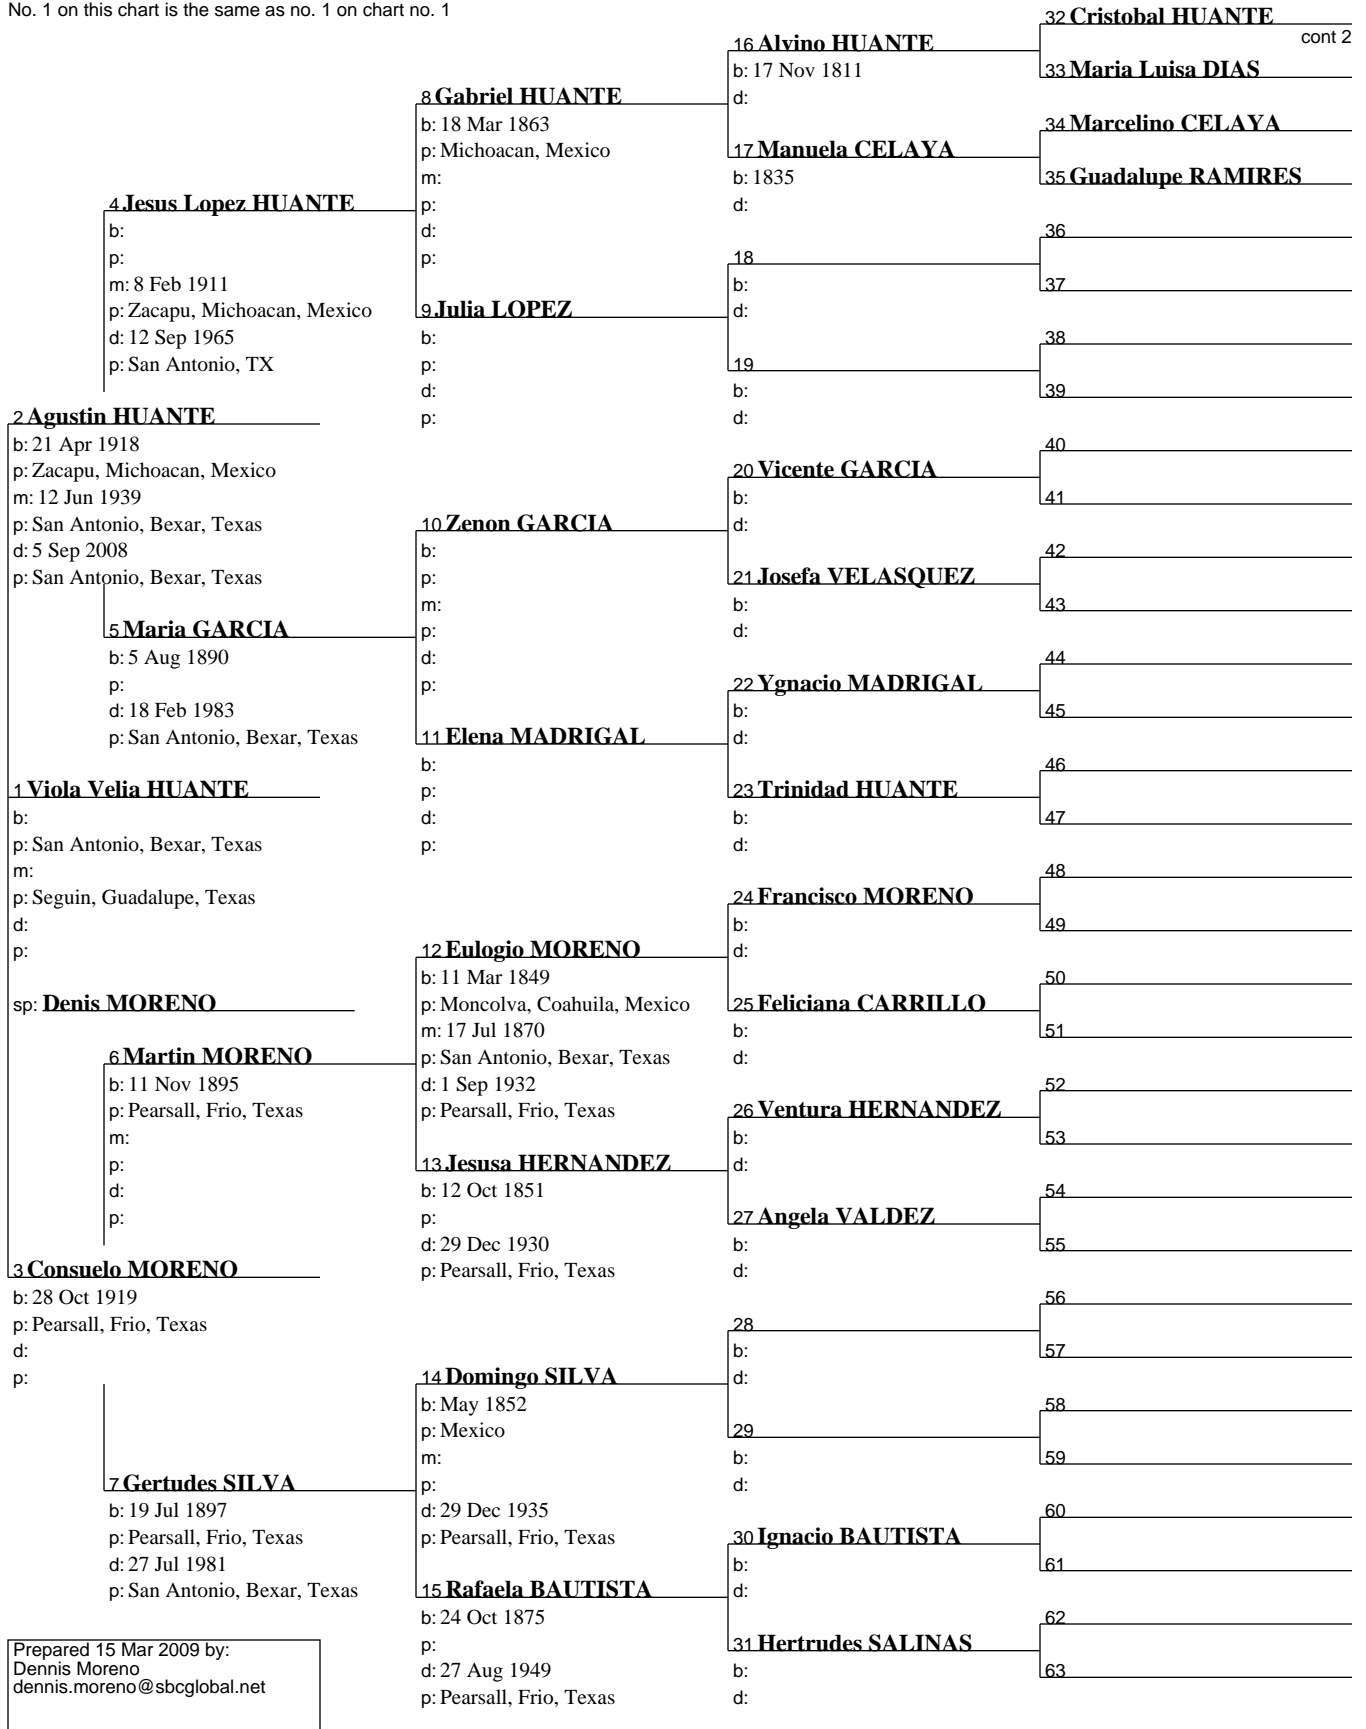 No. 1 on this chart is the same as no. 1 on chart no. 1
2 Agustin HUANTE
b: 21 Apr 1918
p: Zacapu, Michoacan, Mexico
m: 12 Jun 1939
p: San Antonio, Bexar, Texas
d: 5 Sep 2008
p: San Antonio, Bexar, Texas
1 Viola Velia HUANTE
b:
p: San Antonio, Bexar, Texas
m:
p: Seguin, Guadalupe, Texas
d:
p:
sp: Denis MORENO
3 Consuelo MORENO
b: 28 Oct 1919
p: Pearsall, Frio, Texas
d:
p:
4 Jesus Lopez HUANTE
b:
p:
m: 8 Feb 1911
p: Zacapu, Michoacan, Mexico
d: 12 Sep 1965
p: San Antonio, TX
5 Maria GARCIA
b: 5 Aug 1890
p:
d: 18 Feb 1983
p: San Antonio, Bexar, Texas
6 Martin MORENO
b: 11 Nov 1895
p: Pearsall, Frio, Texas
m:
p:
d:
p:
7 Gertudes SILVA
b: 19 Jul 1897
p: Pearsall, Frio, Texas
d: 27 Jul 1981
p: San Antonio, Bexar, Texas
8 Gabriel HUANTE
b: 18 Mar 1863
p: Michoacan, Mexico
m:
p:
d:
p:
9 Julia LOPEZ
b:
p:
d:
p:
10 Zenon GARCIA
b:
p:
m:
p:
d:
p:
11 Elena MADRIGAL
b:
p:
d:
p:
12 Eulogio MORENO
b: 11 Mar 1849
p: Moncolva, Coahuila, Mexico
m: 17 Jul 1870
p: San Antonio, Bexar, Texas
d: 1 Sep 1932
p: Pearsall, Frio, Texas
13 Jesusa HERNANDEZ
b: 12 Oct 1851
p:
d: 29 Dec 1930
p: Pearsall, Frio, Texas
14 Domingo SILVA
b: May 1852
p: Mexico
m:
p:
d: 29 Dec 1935
p: Pearsall, Frio, Texas
15 Rafaela BAUTISTA
b: 24 Oct 1875
p:
d: 27 Aug 1949
p: Pearsall, Frio, Texas
16 Alvino HUANTE
b: 17 Nov 1811
d:
17 Manuela CELAYA
b: 1835
d:
18
b:
d:
19
b:
d:
20 Vicente GARCIA
b:
d:
21 Josefa VELASQUEZ
b:
d:
22 Ygnacio MADRIGAL
b:
d:
23 Trinidad HUANTE
b:
d:
24 Francisco MORENO
b:
d:
25 Feliciana CARRILLO
b:
d:
26 Ventura HERNANDEZ
b:
d:
27 Angela VALDEZ
b:
d:
28
b:
d:
29
b:
d:
30 Ignacio BAUTISTA
b:
d:
31 Hertrudes SALINAS
b:
d:
32 Cristobal HUANTE
cont 2
33 Maria Luisa DIAS
34 Marcelino CELAYA
35 Guadalupe RAMIRES
36
37
38
39
40
41
42
43
44
45
46
47
48
49
50
51
52
53
54
55
56
57
58
59
60
61
62
63
Prepared 15 Mar 2009 by:
Dennis Moreno
dennis.moreno@sbcglobal.net